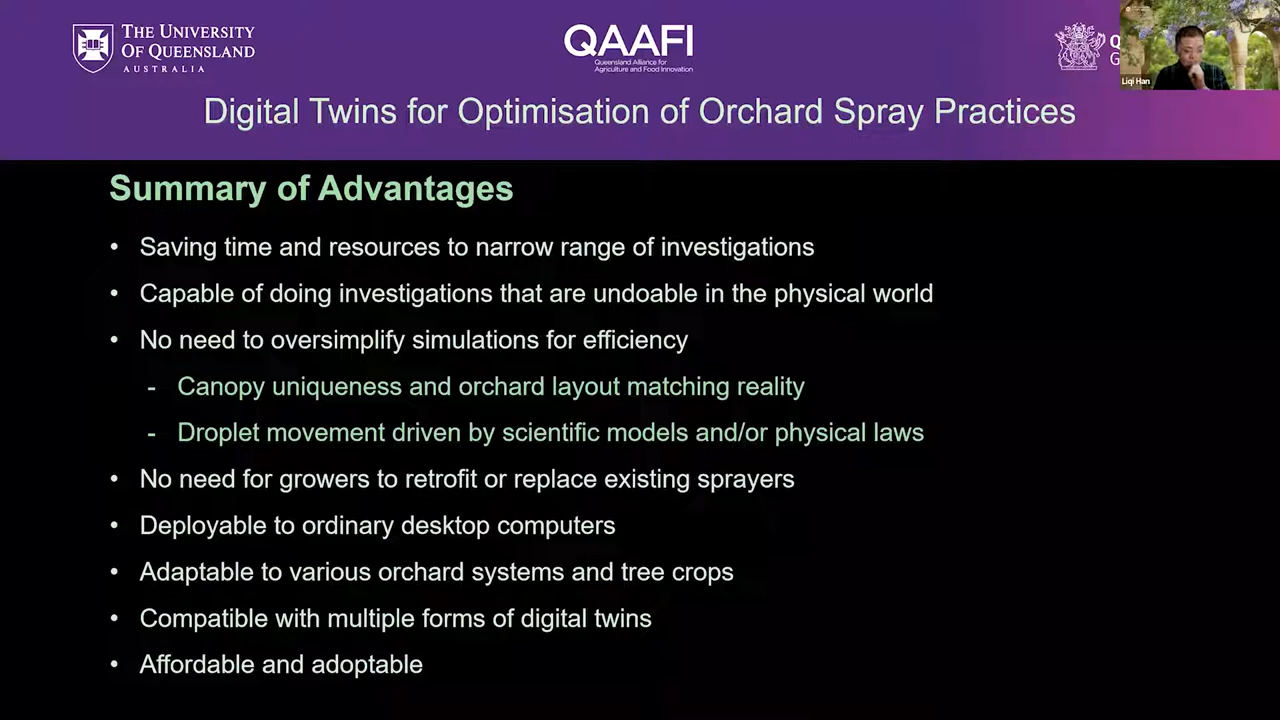 THE UNIVERSITY
OF QUEENSLAND
AUSTRALIA
QAAFI
Queensland Alliance for
Agriculture and Food Innovation
Q
G
Liqi Han
Digital Twins for Optimisation of Orchard Spray Practices
Summary of Advantages
• Saving time and resources to narrow range of investigations
• Capable of doing investigations that are undoable in the physical world
• No need to oversimplify simulations for efficiency
- Canopy uniqueness and orchard layout matching reality
- Droplet movement driven by scientific models and/or physical laws
• No need for growers to retrofit or replace existing sprayers
• Deployable to ordinary desktop computers
• Adaptable to various orchard systems and tree crops
• Compatible with multiple forms of digital twins
• Affordable and adoptable